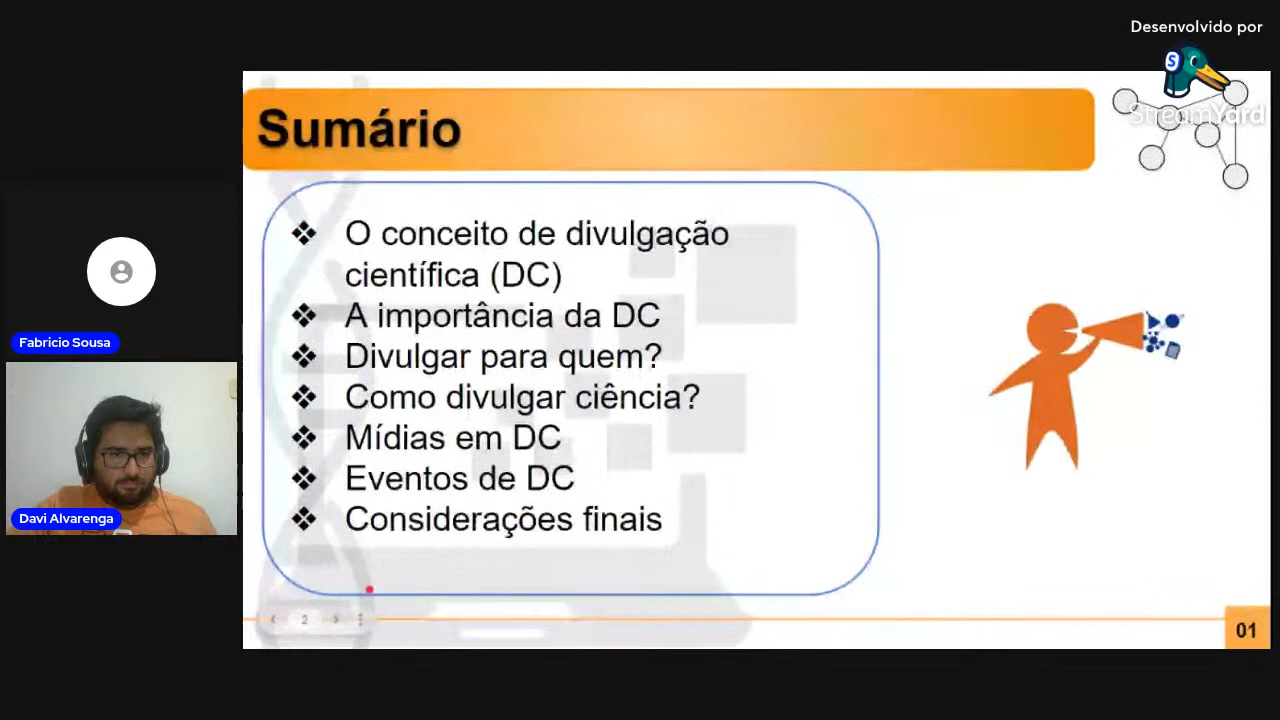 Desenvolvido por
S
StreamYard
Sumário
❖ O conceito de divulgação
científica (DC)
❖ A importância da DC
❖ Divulgar para quem?
❖ Como divulgar ciência?
❖ Mídias em DC
❖ Eventos de DC
❖ Considerações finais
Fabricio Sousa
Davi Alvarenga
2
01